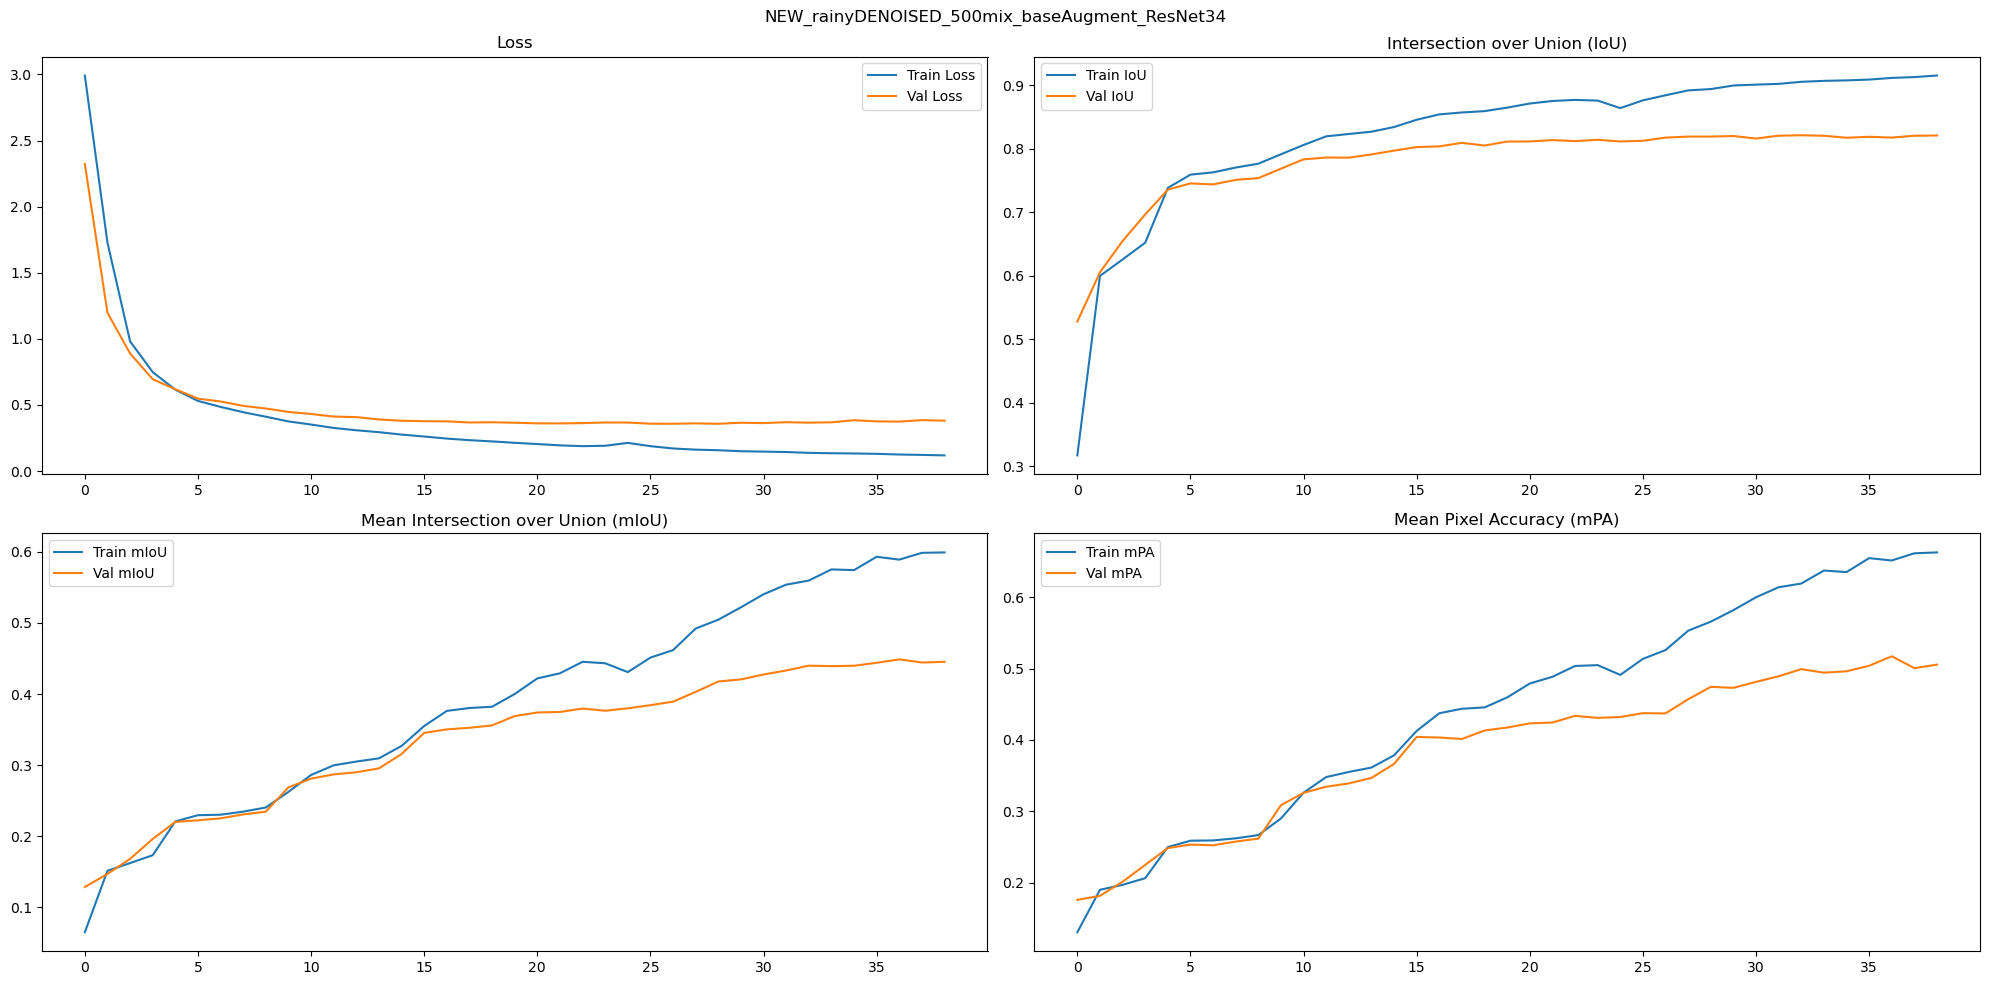 NEW_rainyDENOISED_500mix_baseAugment_ResNet34
Loss
3.0
2.5
2.0
1.5
1.0
0.5
0.0
Train Loss
Val Loss
0 5 10 15 20 25 30 35
Intersection over Union (IoU)
0.9
0.8
0.7
0.6
0.5
0.4
0.3
Train IoU
Val IoU
0 5 10 15 20 25 30 35
Mean Intersection over Union (mIoU)
0.6
0.5
0.4
0.3
0.2
0.1
Train mIoU
Val mIoU
0 5 10 15 20 25 30 35
Mean Pixel Accuracy (mPA)
0.6
0.5
0.4
0.3
0.2
Train mPA
Val mPA
0 5 10 15 20 25 30 35